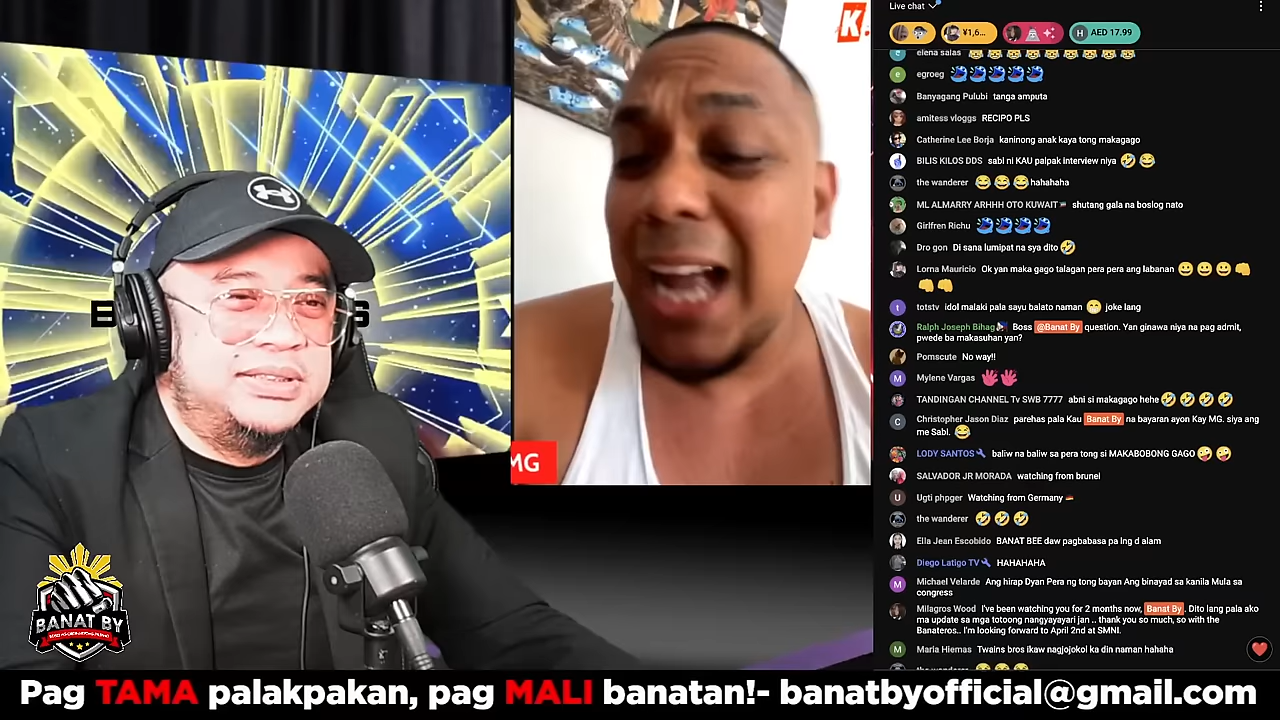 Live chat
¥1,6...
H AED 17.99
elena salas
egroeg
Banyagang Pulubi tanga amputa
amitess vloggs RECIPO PLS
Catherine Lee Borja kaninong anak kaya tong makagago
BILIS KILOS DDS sabi ni KAU paipak interview niya
the wanderer hahahaha
ML ALMARRY ARHHH OTO KUWAIT shutang gala na boslog nato
Girlfren Richu
Dro gon Di sana lumipat na sya dito
Lorna Mauricio Ok yan maka gago talagan pera pera ang labanan
totstv idol malaki pala sayu balato naman joke lang
Ralph Joseph Bihag Boss @Banat By question. Yan ginawa niya na pag admit,
pwede ba makasuhan yan?
Pomscute No way!!
Mylene Vargas
TANDINGAN CHANNEL Tv SWB 7777 abni si makagago hehe
Christopher Jason Diaz parehas pala Kau Banat By na bayaran ayon Kay MG. siya ang
me Sabi.
LODY SANTOS baliw na baliw sa pera tong si MAKABOBONG GAGO
SALVADOR JR MORADA watching from brunei
Ugti phpger Watching from Germany
the wanderer
Ella Jean Escobido BANAT BEE daw pagbabasa pa lng d alam
Diego Latigo TV HAHAHAHA
Michael Velarde Ang hirap Dyan Pera ng tong bayan Ang binayad sa kanila Mula sa
congress
Milagros Wood I've been watching you for 2 months now, Banat By. Dito lang pala ako
ma update sa mga totoong nangyayayari jan .. thank you so much, so with the
Banateros.. I'm looking forward to April 2nd at SMNI.
Maria Hiemas Twains bros ikaw nagjojokol ka din naman hahaha
the wanderer
K
MG
BANAT BY
Pag TAMA palakpakan, pag MALI banatan!- banatbyofficial@gmail.com